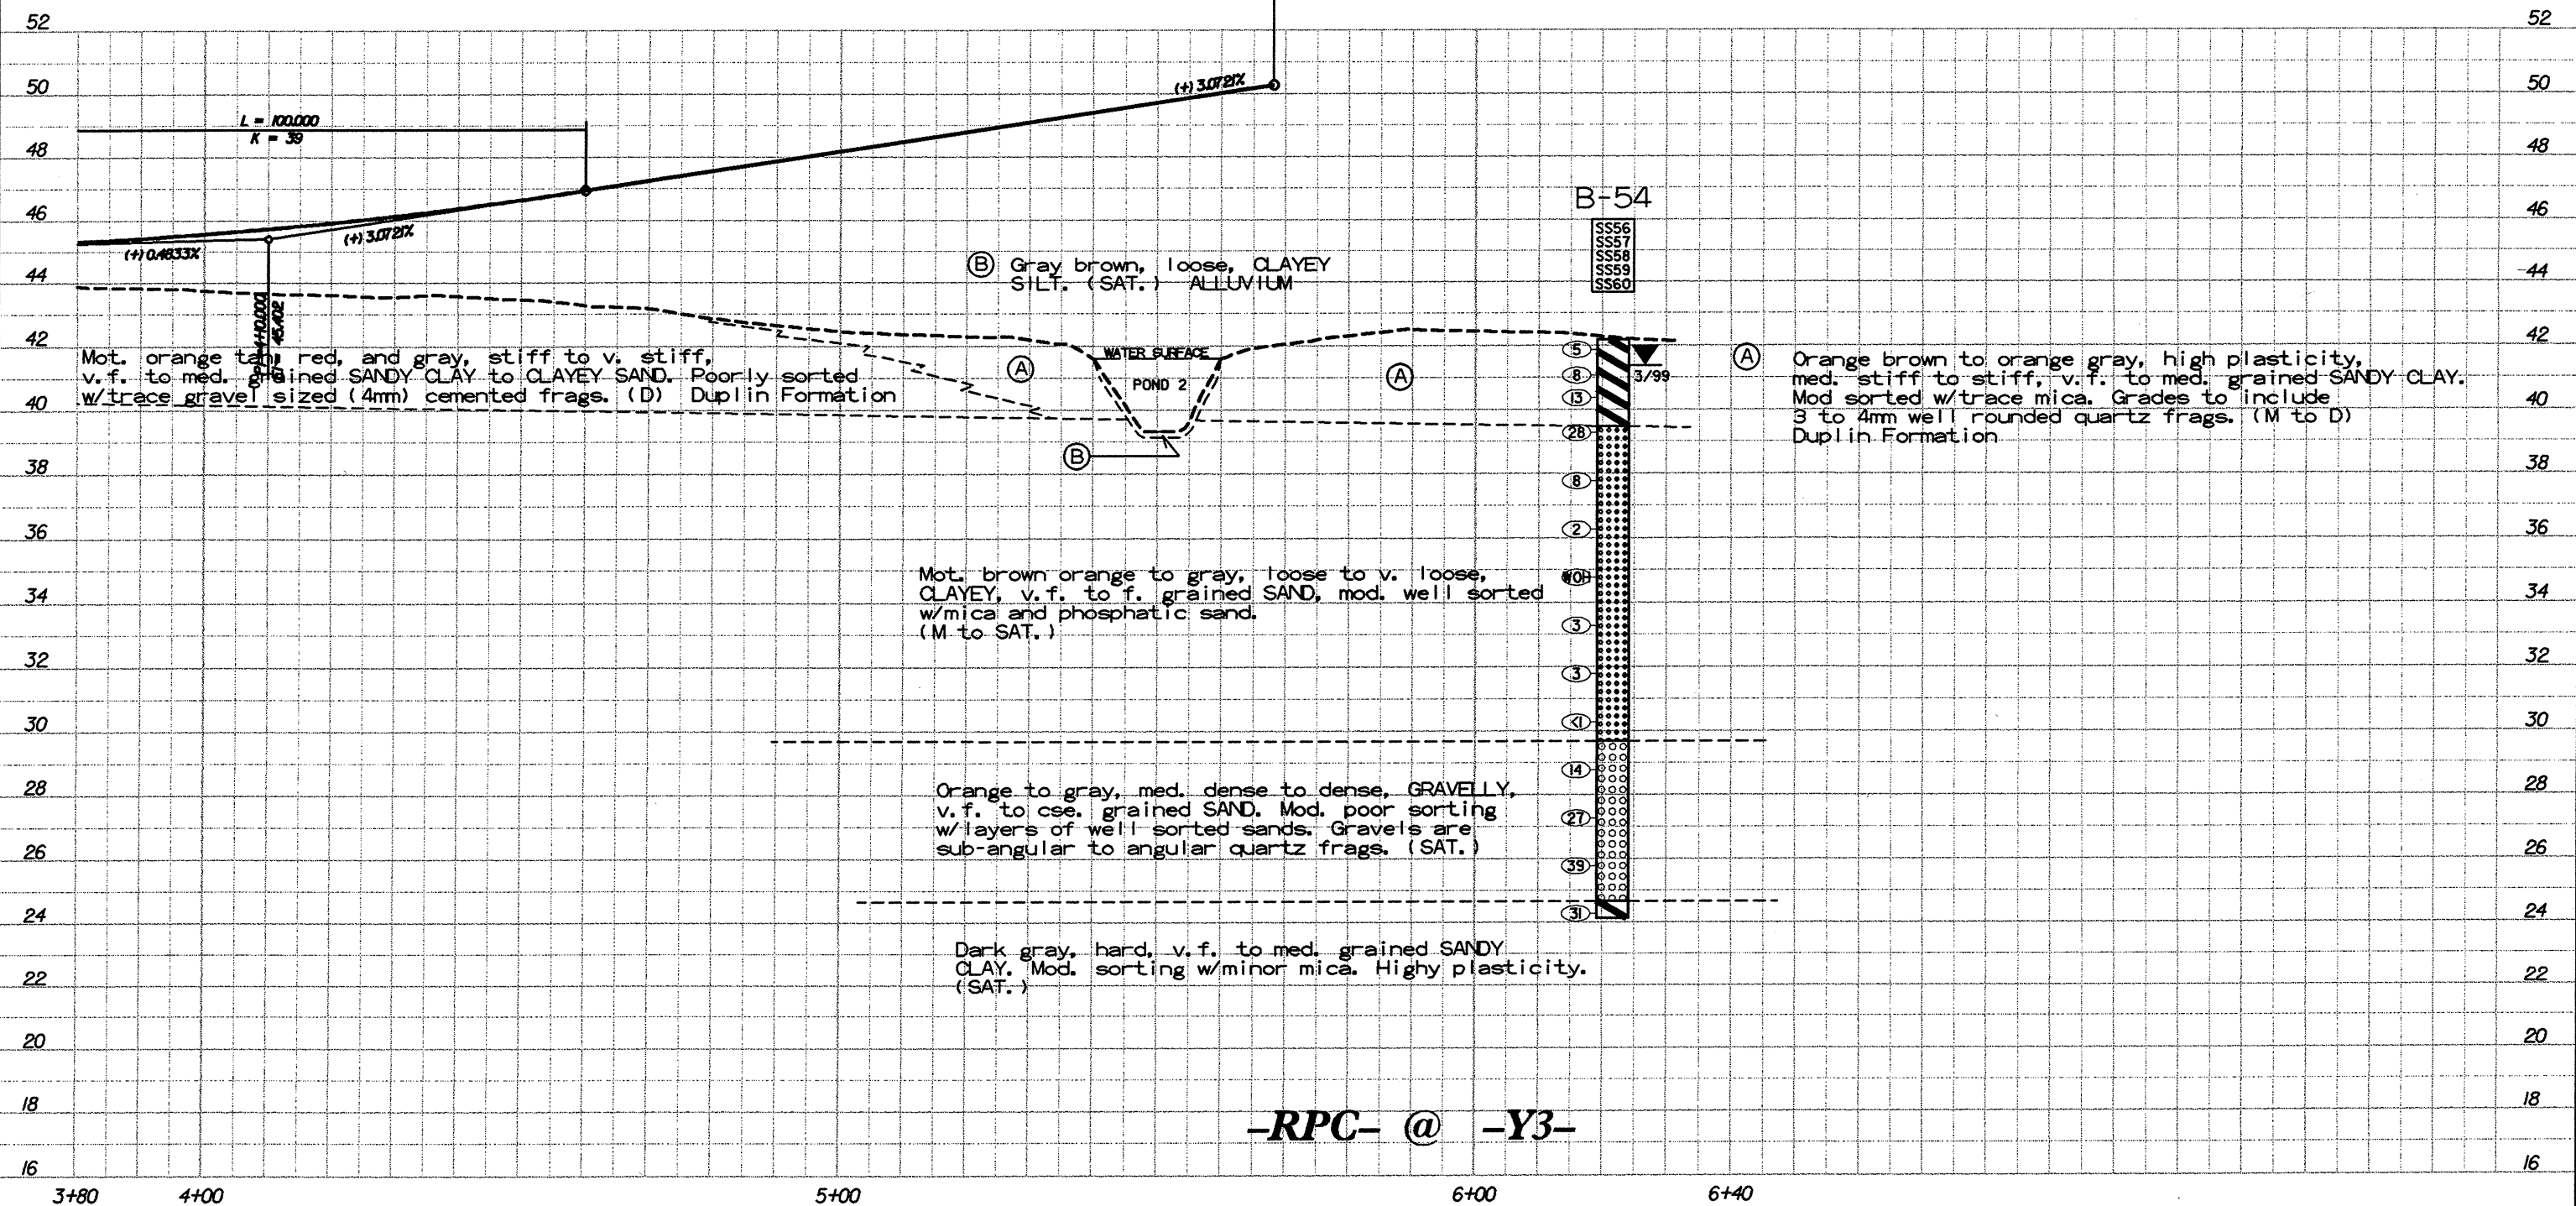 52 52
50 50
48 48
46 46
44 44
42 42
40 40
38 38
36 36
34 34
32 32
30 30
28 28
26 26
24 24
22 22
20 20
18 18
16 16
(+) 3.0721%
L = 100.000
K = 39
(+) 0.4833%
(+) 3.0721%
45.402
B-54
SS56
SS57
SS58
SS59
SS60
B Gray brown, loose, CLAYEY
SILT. (SAT.) ALLUVIUM
Mot. orange tan, red, and gray, stiff to v. stiff,
v.f. to med. grained SANDY CLAY to CLAYEY SAND. Poorly sorted
w/trace gravel sized (4mm) cemented frags. (D) Duplin Formation
A
WATER SURFACE
POND 2
A
B
3/99
A Orange brown to orange gray, high plasticity,
med. stiff to stiff, v.f. to med. grained SANDY CLAY.
Mod sorted w/trace mica. Grades to include
3 to 4mm well rounded quartz frags. (M to D)
Duplin Formation
5
8
13
28
8
2
WOH
3
3
<1
14
27
39
31
Mot. brown orange to gray, loose to v. loose,
CLAYEY, v.f. to f. grained SAND, mod. well sorted
w/mica and phosphatic sand.
(M to SAT.)
Orange to gray, med. dense to dense, GRAVELLY,
v.f. to cse. grained SAND. Mod. poor sorting
w/layers of well sorted sands. Gravels are
sub-angular to angular quartz frags. (SAT.)
Dark gray, hard, v.f. to med. grained SANDY
CLAY. Mod. sorting w/minor mica. Highy plasticity.
(SAT.)
-RPC- @ -Y3-
3+80 4+00 5+00 6+00 6+40